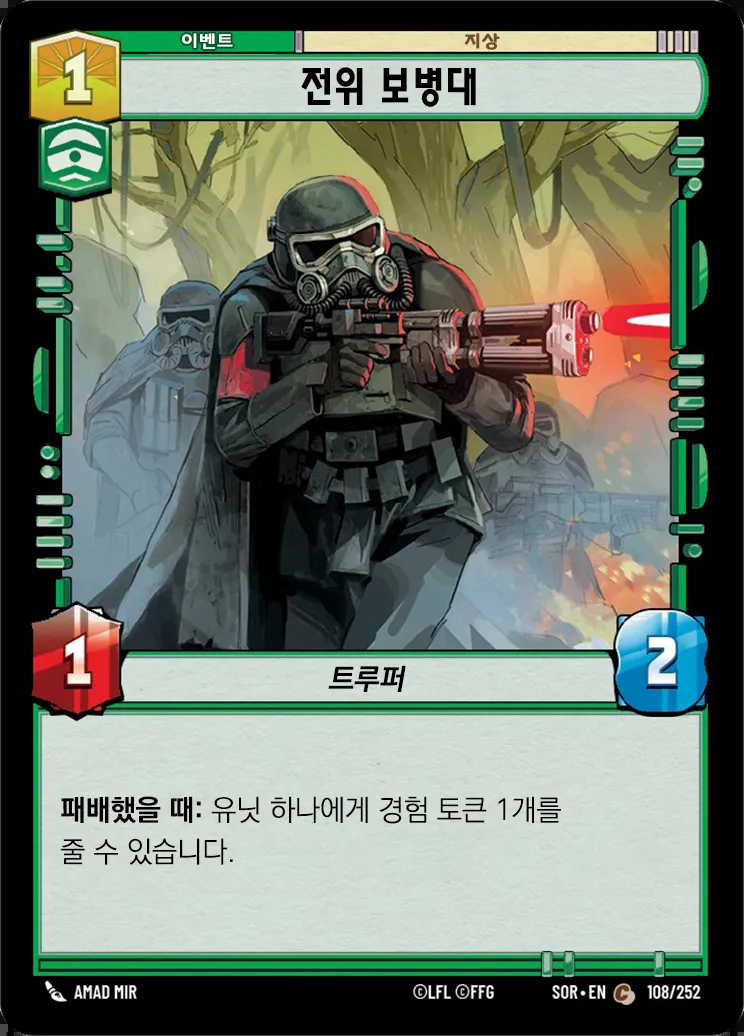 이벤트
지상
1
전위 보병대
1
트루퍼
2
패배했을 때: 유닛 하나에게 경험 토큰 1개를
줄 수 있습니다.
AMAD MIR
©LFL ©FFG
SOR • EN C 108/252